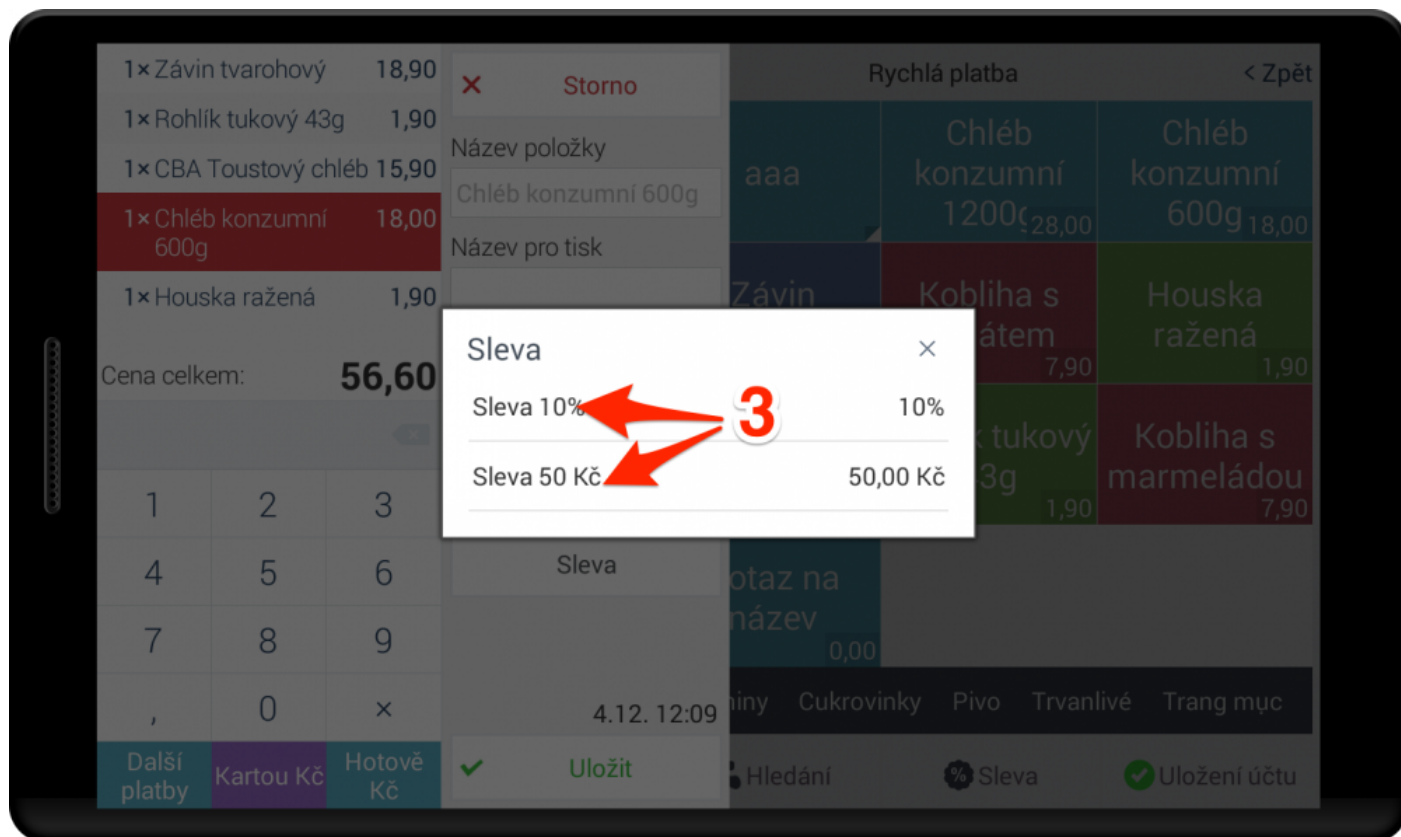 1× Závin tvarohový 18,90
1× Rohlík tukový 43g 1,90
1× CBA Toustový chléb 15,90
1× Chléb konzumní 18,00
600g
1× Houska ražená 1,90
Cena celkem: 56,60
1 2 3
4 5 6
7 8 9
, 0 ×
Další
platby
Kartou Kč
Hotově
Kč
Storno
Název položky
Chléb konzumní 600g
Název pro tisk
Sleva
4.12. 12:09
Uložit
Sleva ×
Sleva 10% 10%
3
Sleva 50 Kč 50,00 Kč
Rychlá platba < Zpět
aaa
Chléb
konzumní
28,00
Chléb
konzumní
600g 18,00
Závin
Kobliha s
7,90
Houska
ražená
1,90
tukový
1,90
Kobliha s
marmeládou
7,90
název
0,00
Cukrovinky Pivo Trvanlivé Trang mục
Hledání % Sleva Uložení účtu